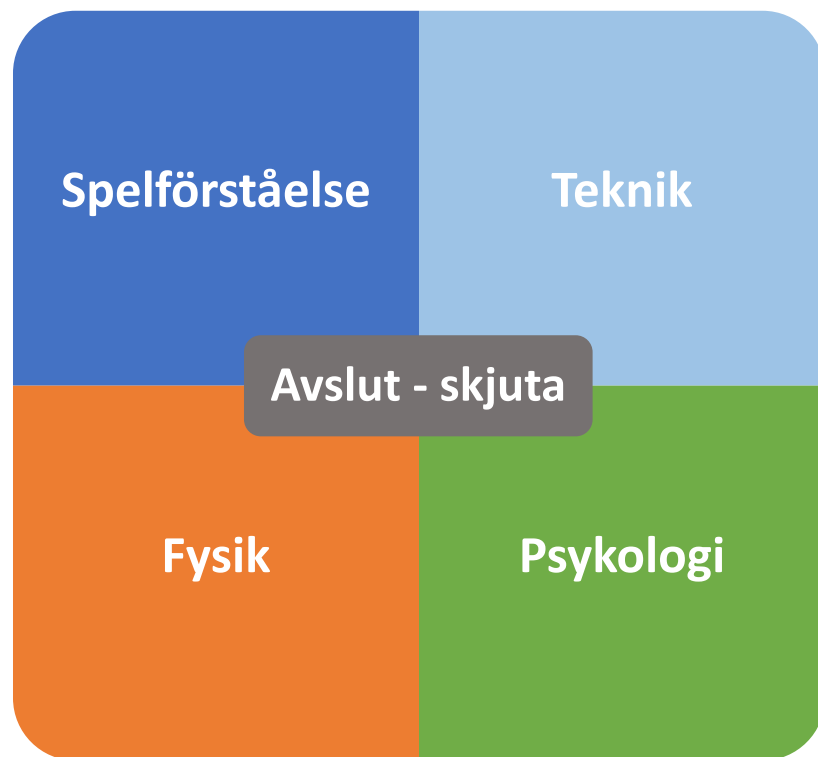 Spelförståelse
Teknik
Avslut - skjuta
Fysik
Psykologi